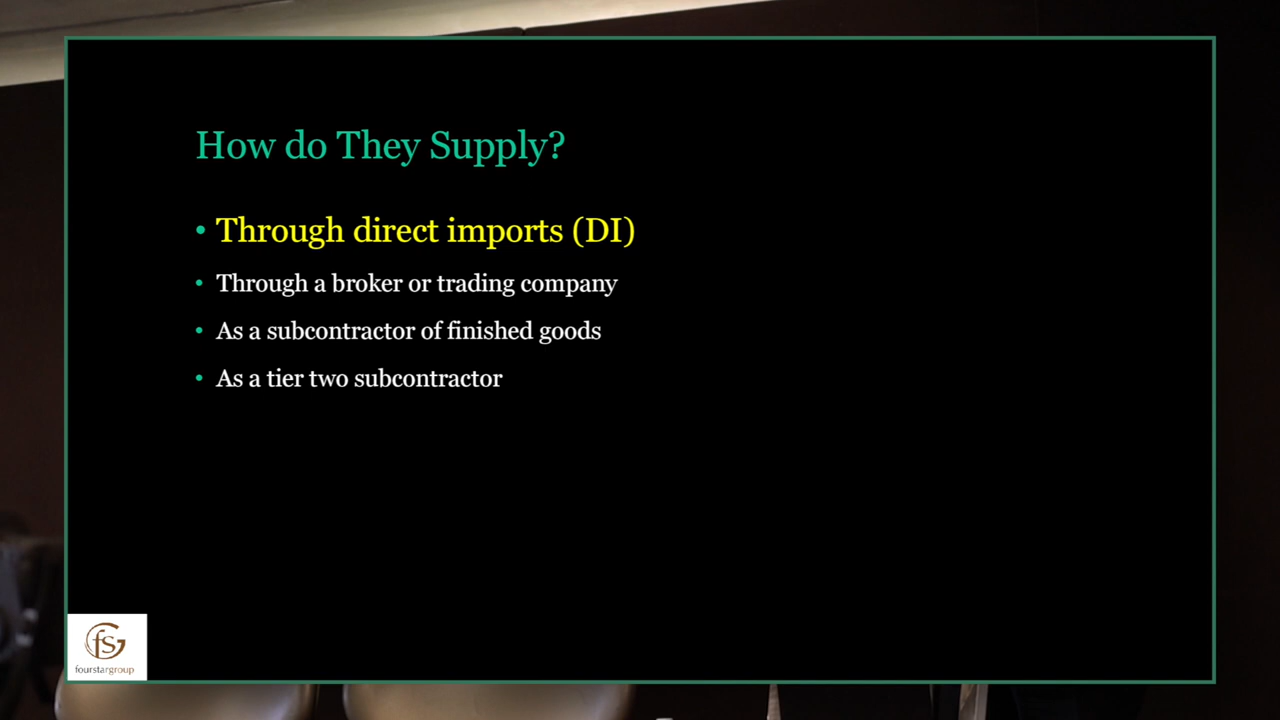 How do They Supply?
• Through direct imports (DI)
• Through a broker or trading company
• As a subcontractor of finished goods
• As a tier two subcontractor
fsG
fourstargroup